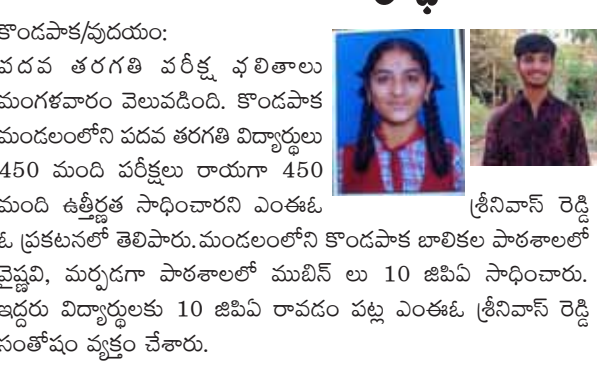 కొండపాక/పుదయం:
పదవ తరగతి పరీక్ష ఫలితాలు
మంగళవారం వెలువడింది. కొండపాక
మండలంలోని పదవ తరగతి విద్యార్థులు
450 మంది పరీక్షలు రాయగా 450
మంది ఉత్తీర్ణత సాధించారని ఎంఈఓ శ్రీనివాస్ రెడ్డి
ఓ ప్రకటనలో తెలిపారు.మండలంలోని కొండపాక బాలికల పాఠశాలలో
వైష్ణవి, మర్పడగా పాఠశాలలో ముబిన్ లు 10 జిపిఏ సాధించారు.
ఇద్దరు విద్యార్థులకు 10 జిపిఏ రావడం పట్ల ఎంఈఓ శ్రీనివాస్ రెడ్డి
సంతోషం వ్యక్తం చేశారు.